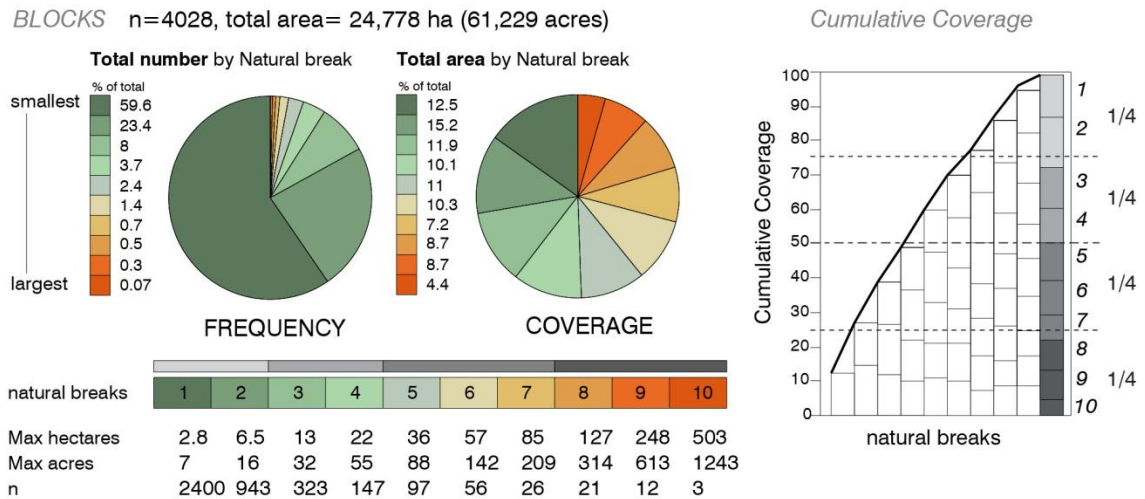 BLOCKS n=4028, total area= 24,778 ha (61,229 acres)
Total number by Natural break
% of total
smallest
59.6
23.4
8
3.7
2.4
1.4
0.7
0.5
0.3
0.07
largest
FREQUENCY
Total area by Natural break
% of total
12.5
15.2
11.9
10.1
11
10.3
7.2
8.7
8.7
4.4
COVERAGE
natural breaks 1 2 3 4 5 6 7 8 9 10
Max hectares 2.8 6.5 13 22 36 57 85 127 248 503
Max acres 7 16 32 55 88 142 209 314 613 1243
n 2400 943 323 147 97 56 26 21 12 3
Cumulative Coverage
Cumulative Coverage
100
90
80
70
60
50
40
30
20
10
0
1
2
3
4
5
6
7
8
9
10
1/4
1/4
1/4
1/4
natural breaks